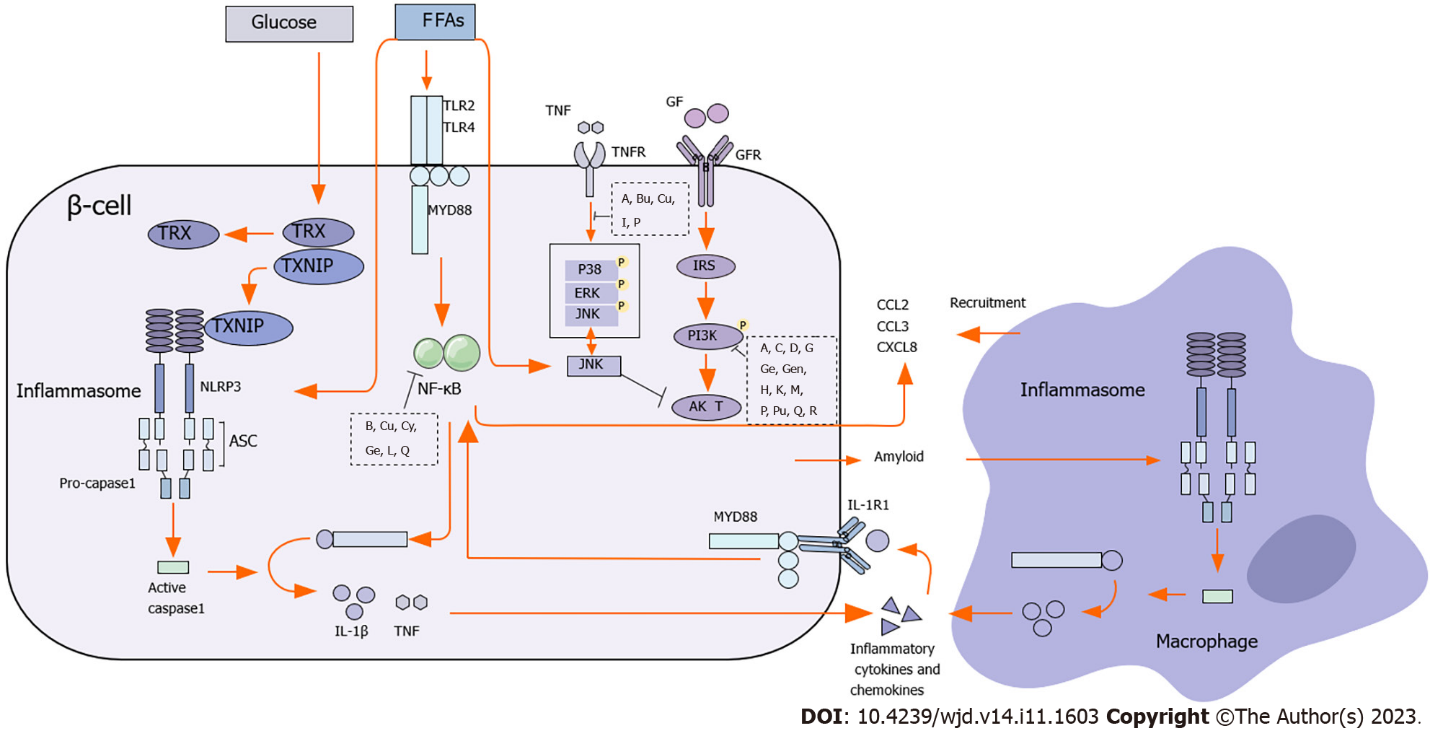 Glucose
FFAs
TLR2
TLR4
TNF
GF
TNFR
GFR
B
β-cell
MYD88
A, Bu, Cu,
I, P
TRX
TRX
TXNIP
TXNIP
P38
P
ERK
P
JNK
P
JNK
IRS
PI3K
P
AK T
A, C, D, G
Ge, Gen,
H, K, M,
P, Pu, Q, R
NF-κB
B, Cu, Cy,
Ge, L, Q
Inflammasome
NLRP3
ASC
Pro-capase1
Active
caspase1
IL-1β
TNF
MYD88
IL-1R1
CCL2
CCL3
CXCL8
Recruitment
Amyloid
Inflammasome
Macrophage
Inflammatory
cytokines and
chemokines
DOI: 10.4239/wjd.v14.i11.1603 Copyright ©The Author(s) 2023.